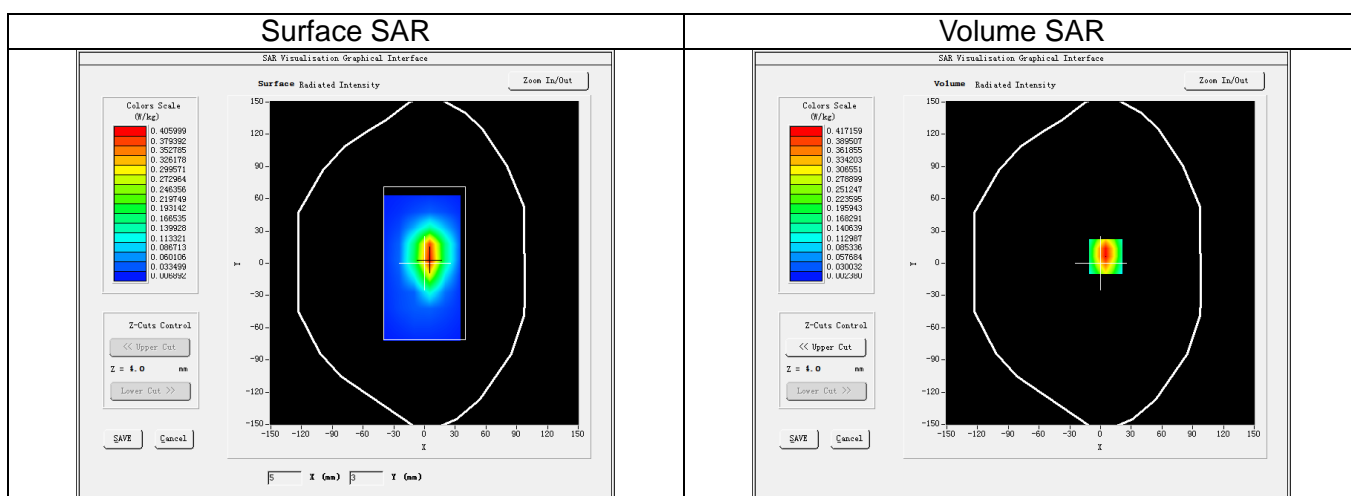 Surface SAR
Volume SAR
SAR Visualisation Graphical Interface
Surface Radiated Intensity
Zoom In/Out
Colors Scale
(W/kg)
0.405999
0.379392
0.352785
0.326178
0.299571
0.272964
0.246356
0.219749
0.193142
0.166535
0.139928
0.113321
0.086713
0.060106
0.033499
0.006892
150
120
90
60
30
0
-30
-60
-90
-120
-150
Y
-150 -120 -90 -60 -30 0 30 60 90 120 150
X
Z-Cuts Control
<< Upper Cut
Z = 4.0 mm
Lower Cut >>
SAVE Cancel
5 X (mm) 3 Y (mm)
SAR Visualisation Graphical Interface
Volume Radiated Intensity
Zoom In/Out
Colors Scale
(W/kg)
0.417159
0.389507
0.361855
0.334203
0.306551
0.278899
0.251247
0.223595
0.195943
0.168291
0.140639
0.112987
0.085336
0.057684
0.030032
0.002380
150
120
90
60
30
0
-30
-60
-90
-120
-150
Y
-150 -120 -90 -60 -30 0 30 60 90 120 150
X
Z-Cuts Control
<< Upper Cut
Z = 4.0 mm
Lower Cut >>
SAVE Cancel